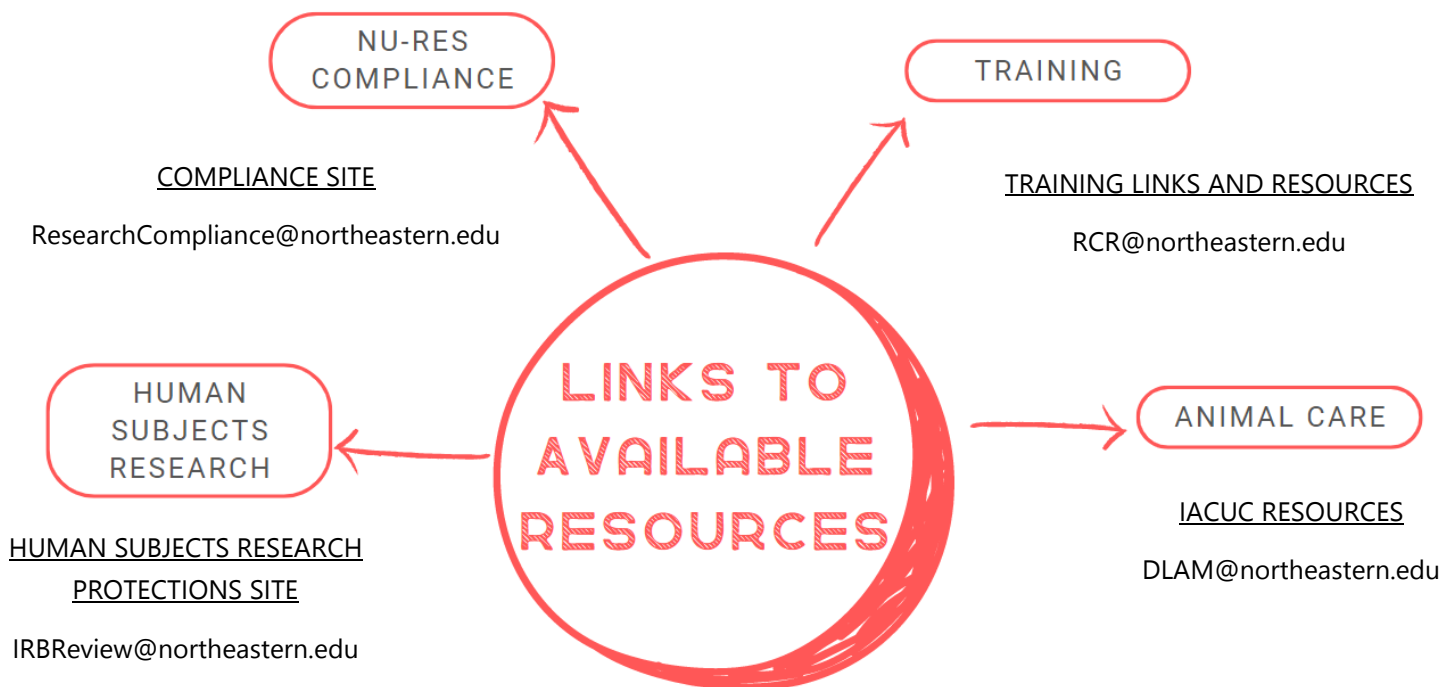 NU-RES
COMPLIANCE
COMPLIANCE SITE
ResearchCompliance@northeastern.edu
TRAINING
TRAINING LINKS AND RESOURCES
RCR@northeastern.edu
LINKS TO
AVAILABLE
RESOURCES
HUMAN
SUBJECTS
RESEARCH
HUMAN SUBJECTS RESEARCH
PROTECTIONS SITE
IRBReview@northeastern.edu
ANIMAL CARE
IACUC RESOURCES
DLAM@northeastern.edu